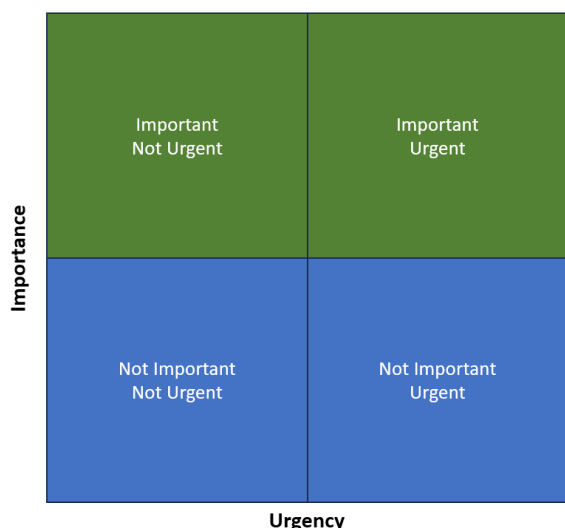 Important
Not Urgent
Important
Urgent
Importance
Not Important
Not Urgent
Not Important
Urgent
Urgency